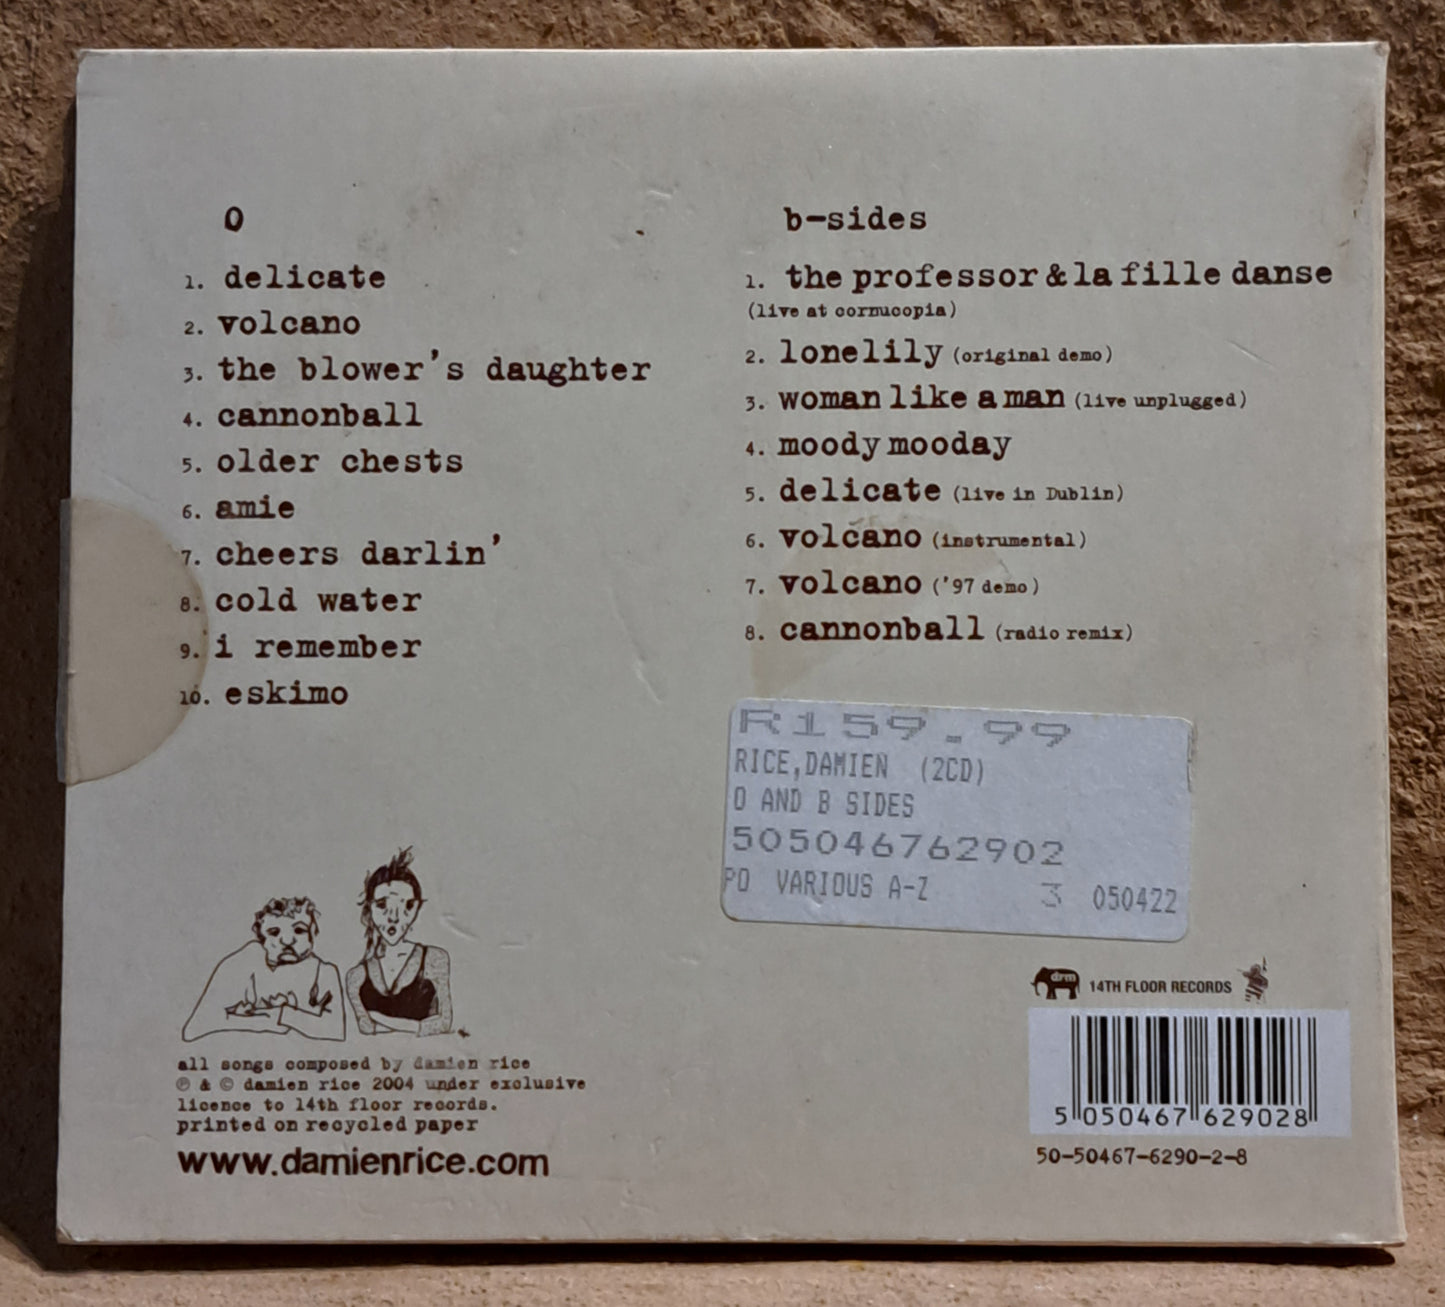 O
1. delicate
2. volcano
3. the blower's daughter
4. cannonball
5. older chests
6. amie
7. cheers darlin'
8. cold water
9. i remember
10. eskimo
b-sides
1. the professor & la fille danse
(live at cornucopia)
2. lonelily (original demo)
3. woman like a man (live unplugged)
4. moody mooday
5. delicate (live in Dublin)
6. volcano (instrumental)
7. volcano ('97 demo)
8. cannonball (radio remix)
R159.99
RICE,DAMIEN (2CD)
O AND B SIDES
505046762902
PO VARIOUS A-Z 3 050422
all songs composed by damien rice
℗ & © damien rice 2004 under exclusive
licence to 14th floor records.
printed on recycled paper
www.damienrice.com
drm 14TH FLOOR RECORDS
5 050467 629028
50-50467-6290-2-8